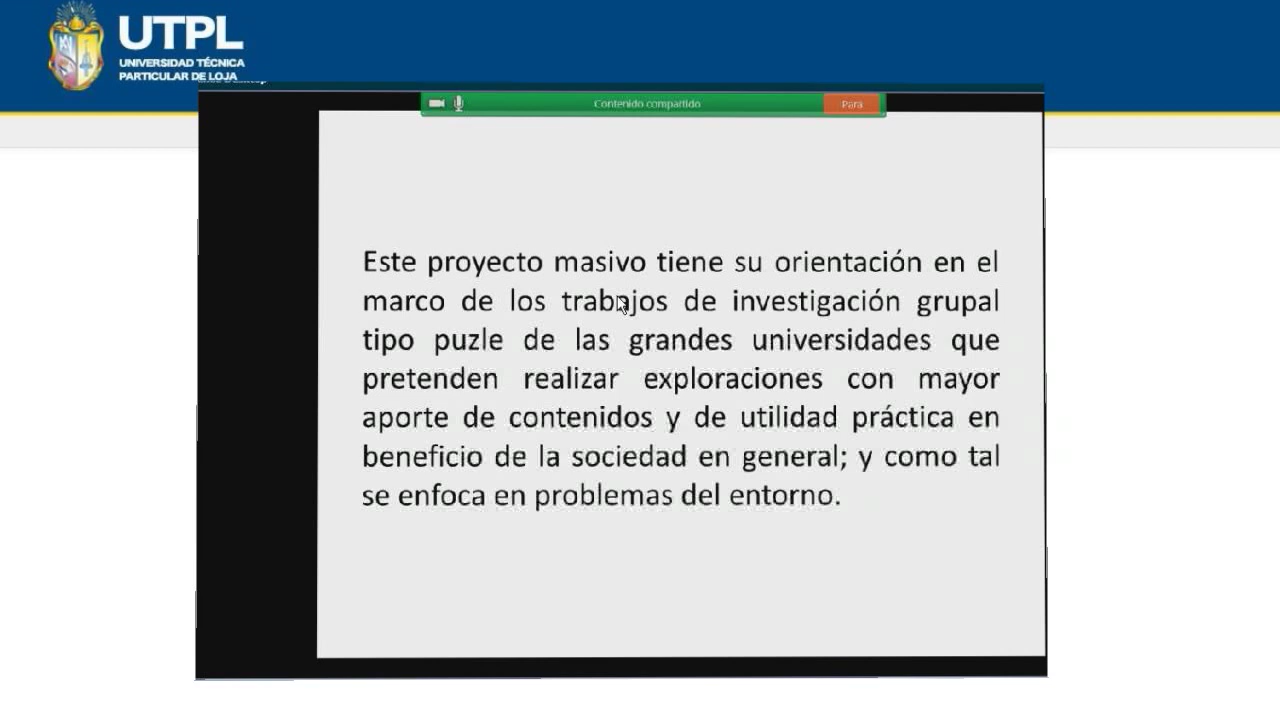 UTPL
UNIVERSIDAD TÉCNICA
PARTICULAR DE LOJA
Contenido compartido
Para
Este proyecto masivo tiene su orientación en el
marco de los trabajos de investigación grupal
tipo puzle de las grandes universidades que
pretenden realizar exploraciones con mayor
aporte de contenidos y de utilidad práctica en
beneficio de la sociedad en general; y como tal
se enfoca en problemas del entorno.